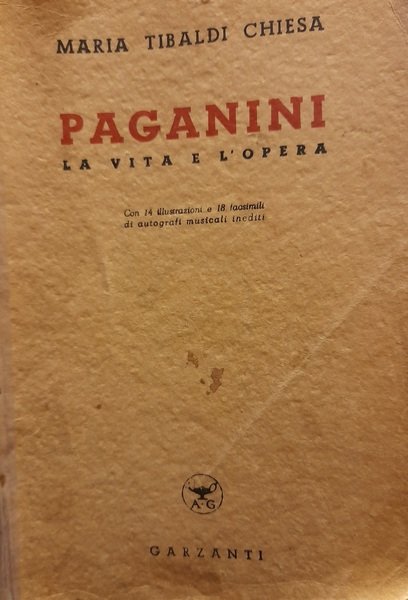 MARIA TIBALDI CHIESA
PAGANINI
LA VITA E L'OPERA
Con 14 illustrazioni e 18 facsimili
di autografi musicali inediti
A·G
GARZANTI